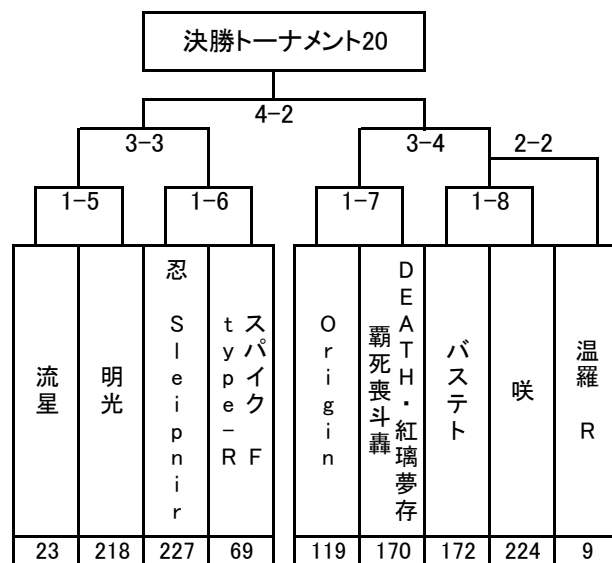 決勝トーナメント20
4-2
3-3
3-4
2-2
1-5
1-6
1-7
1-8
流星
明光
忍 Sleipnir
スパイク F
type-R
Origin
DEATH・紅璃夢存
覇死喪斗轟
バステト
咲
温羅 R
23
218
227
69
119
170
172
224
9